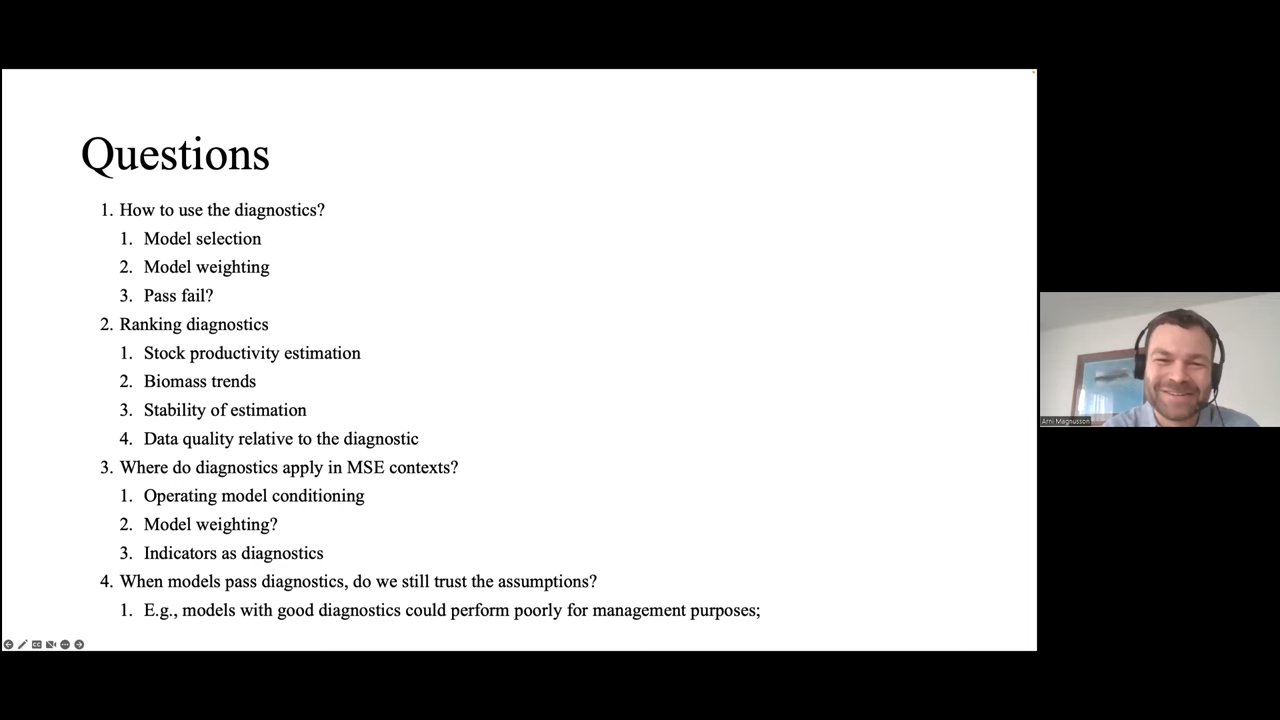 Questions
1. How to use the diagnostics?
1. Model selection
2. Model weighting
3. Pass fail?
2. Ranking diagnostics
1. Stock productivity estimation
2. Biomass trends
3. Stability of estimation
4. Data quality relative to the diagnostic
3. Where do diagnostics apply in MSE contexts?
1. Operating model conditioning
2. Model weighting?
3. Indicators as diagnostics
4. When models pass diagnostics, do we still trust the assumptions?
1. E.g., models with good diagnostics could perform poorly for management purposes;
Arni Magnusson